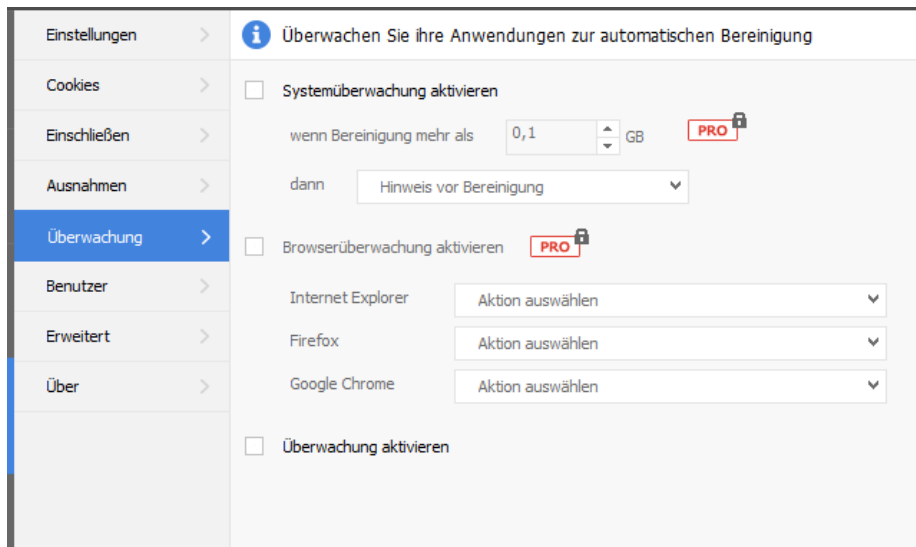 Einstellungen
Cookies
Einschließen
Ausnahmen
Überwachung
Benutzer
Erweitert
Über
Überwachen Sie ihre Anwendungen zur automatischen Bereinigung
Systemüberwachung aktivieren
wenn Bereinigung mehr als 0,1 GB PRO
dann Hinweis vor Bereinigung
Browserüberwachung aktivieren PRO
Internet Explorer Aktion auswählen
Firefox Aktion auswählen
Google Chrome Aktion auswählen
Überwachung aktivieren